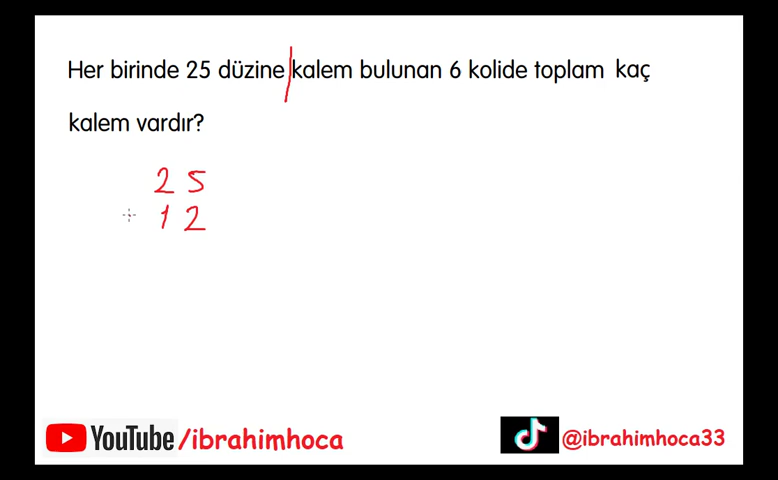 Her birinde 25 düzine kalem bulunan 6 kolide toplam kaç
kalem vardır?
25
12
YouTube/ibrahimhoca
@ibrahimhoca33